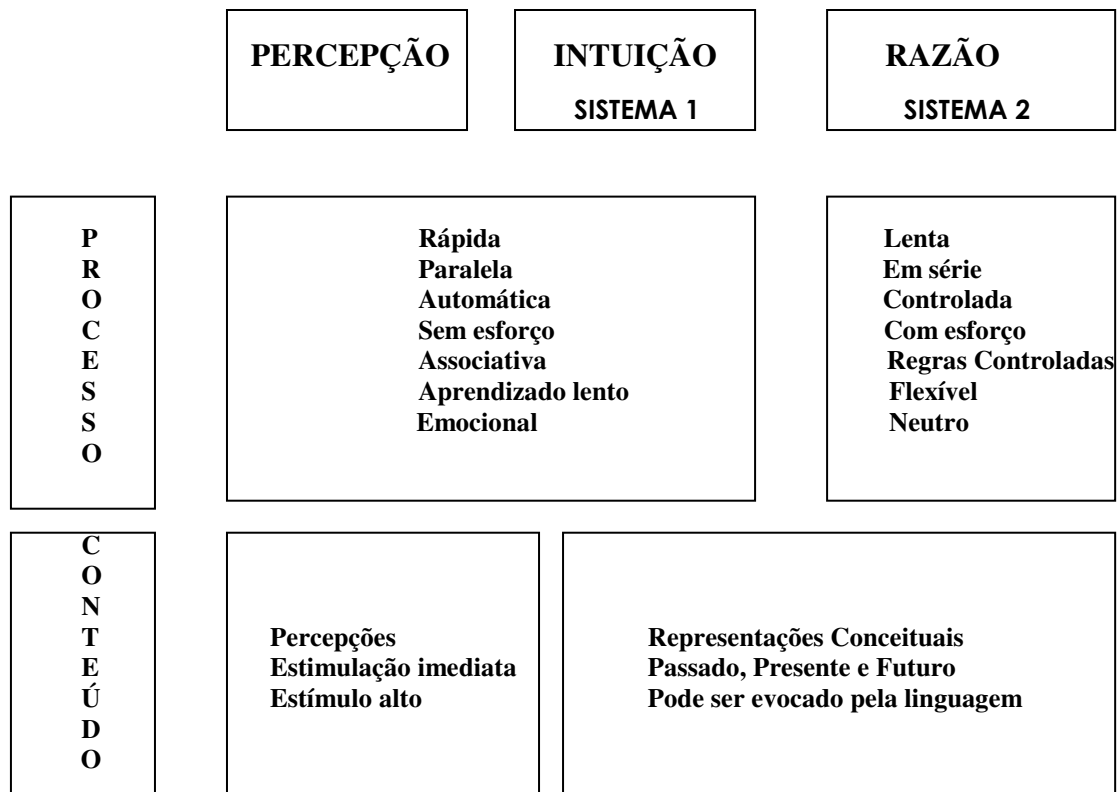 PERCEPÇÃO
INTUIÇÃO
SISTEMA 1
RAZÃO
SISTEMA 2
PROCESSO
Rápida
Paralela
Automática
Sem esforço
Associativa
Aprendizado lento
Emocional
Lenta
Em série
Controlada
Com esforço
Regras Controladas
Flexível
Neutro
CONTEÚDO
Percepções
Estimulação imediata
Estímulo alto
Representações Conceituais
Passado, Presente e Futuro
Pode ser evocado pela linguagem